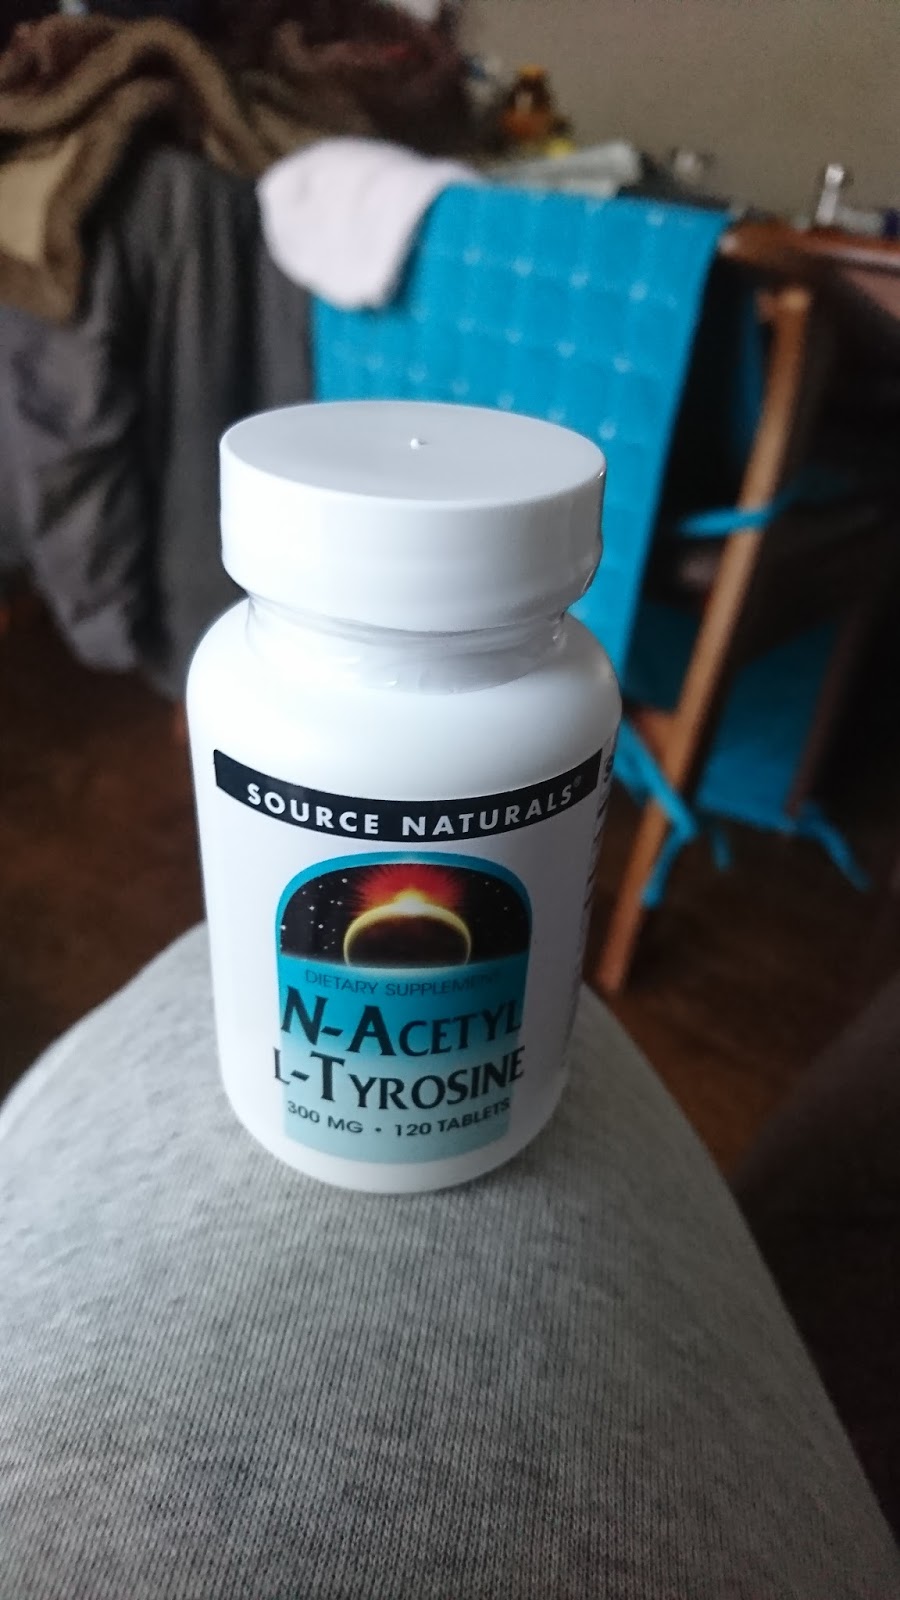 SOURCE NATURALS®
DIETARY SUPPLEMENT
N-ACETYL
L-TYROSINE
300 MG • 120 TABLETS